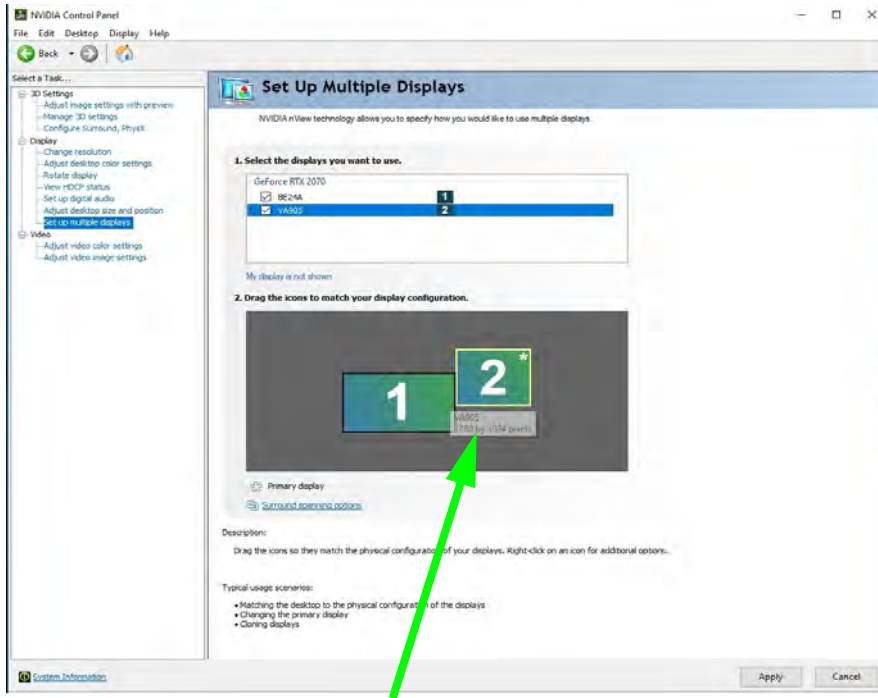 NVIDIA Control Panel
File Edit Desktop Display Help
Back
Select a Task...
3D Settings
Adjust image settings with preview
Manage 3D settings
Configure Surround, PhysX
Display
Change resolution
Adjust desktop color settings
Rotate display
View HDCP status
Set up digital audio
Adjust desktop size and position
Set up multiple displays
Video
Adjust video color settings
Adjust video image settings
Set Up Multiple Displays
NVIDIA nView technology allows you to specify how you would like to use multiple displays.
1. Select the displays you want to use.
GeForce RTX 2070
BE24A 1
VA905 2
My display is not shown
2. Drag the icons to match your display configuration.
1
2 *
VA905
by 1024 pixels
Primary display
Surround spanning options
Description:
Drag the icons so they match the physical configuration of your displays. Right-click on an icon for additional options.
Typical usage scenarios:
• Matching the desktop to the physical configuration of the displays
• Changing the primary display
• Cloning displays
System Information
Apply Cancel